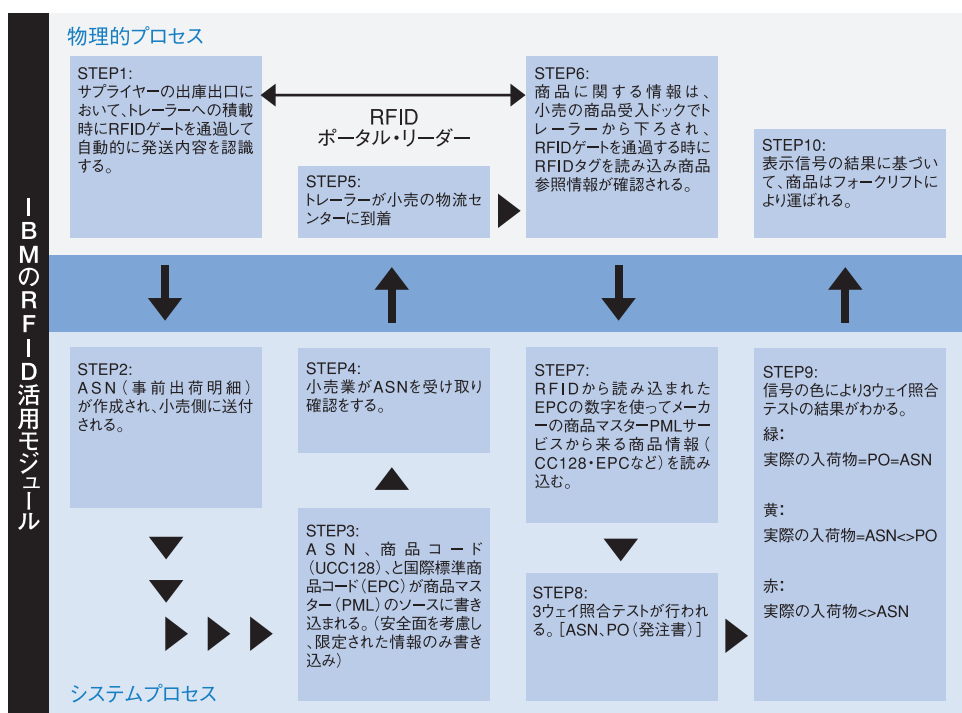 IBMのRFID活用モジュール
物理的プロセス
STEP1:
サプライヤーの出庫出口に
おいて、トレーラーへの積載
時にRFIDゲートを通過して
自動的に発送内容を認識
する。
RFID
ポータル・リーダー
STEP5:
トレーラーが小売の物流セ
ンターに到着
STEP6:
商品に関する情報は、
小売の商品受入ドックでト
レーラーから下ろされ、
RFIDゲートを通過する時に
RFIDタグを読み込み商品
参照情報が確認される。
STEP10:
表示信号の結果に基づい
て、商品はフォークリフトに
より運ばれる。
STEP2:
ASN(事前出荷明細)
が作成され、小売側に送付
される。
STEP4:
小売業がASNを受け取り
確認をする。
STEP3:
ASN、商品コード
(UCC128)、と国際標準商
品コード(EPC)が商品マス
ター(PML)のソースに書き
込まれる。(安全面を考慮し
、限定された情報のみ書き
込み)
STEP7:
RFIDから読み込まれた
EPCの数字を使ってメーカ
ーの商品マスターPMLサー
ビスから来る商品情報(
CC128・EPCなど)を読み
込む。
STEP8:
3ウェイ照合テストが行われ
る。[ASN、PO(発注書)]
STEP9:
信号の色により3ウェイ照合
テストの結果がわかる。
緑:
実際の入荷物=PO=ASN
黄:
実際の入荷物=ASN<>PO
赤:
実際の入荷物<>ASN
システムプロセス